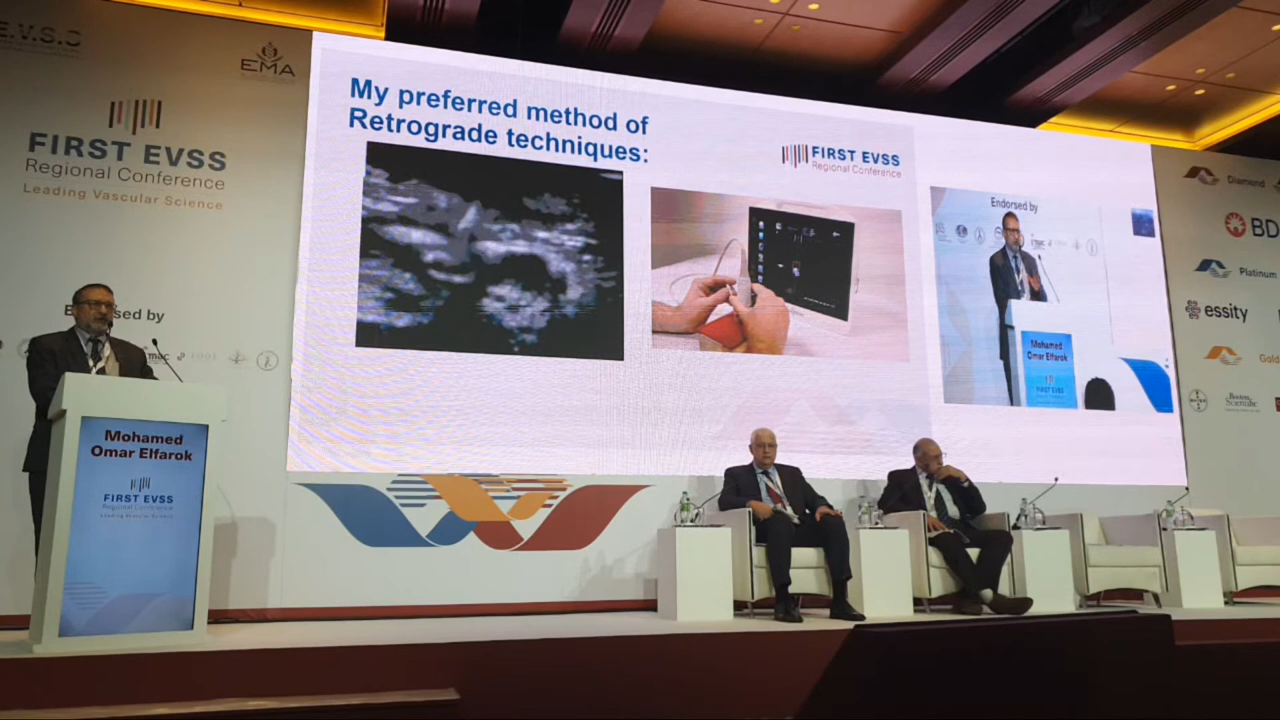 E.V.S.C
EMA
FIRST EVSS
Regional Conference
Leading Vascular Science
Endorsed by
Mohamed
Omar Elfarok
FIRST EVSS
Regional Conference
Leading Vascular Science
My preferred method of
Retrograde techniques:
FIRST EVSS
Regional Conference
Endorsed by
Mohamed
Omar Elfarok
Diamond
BD
Platinum
essity
Gold
Boston
Scientific